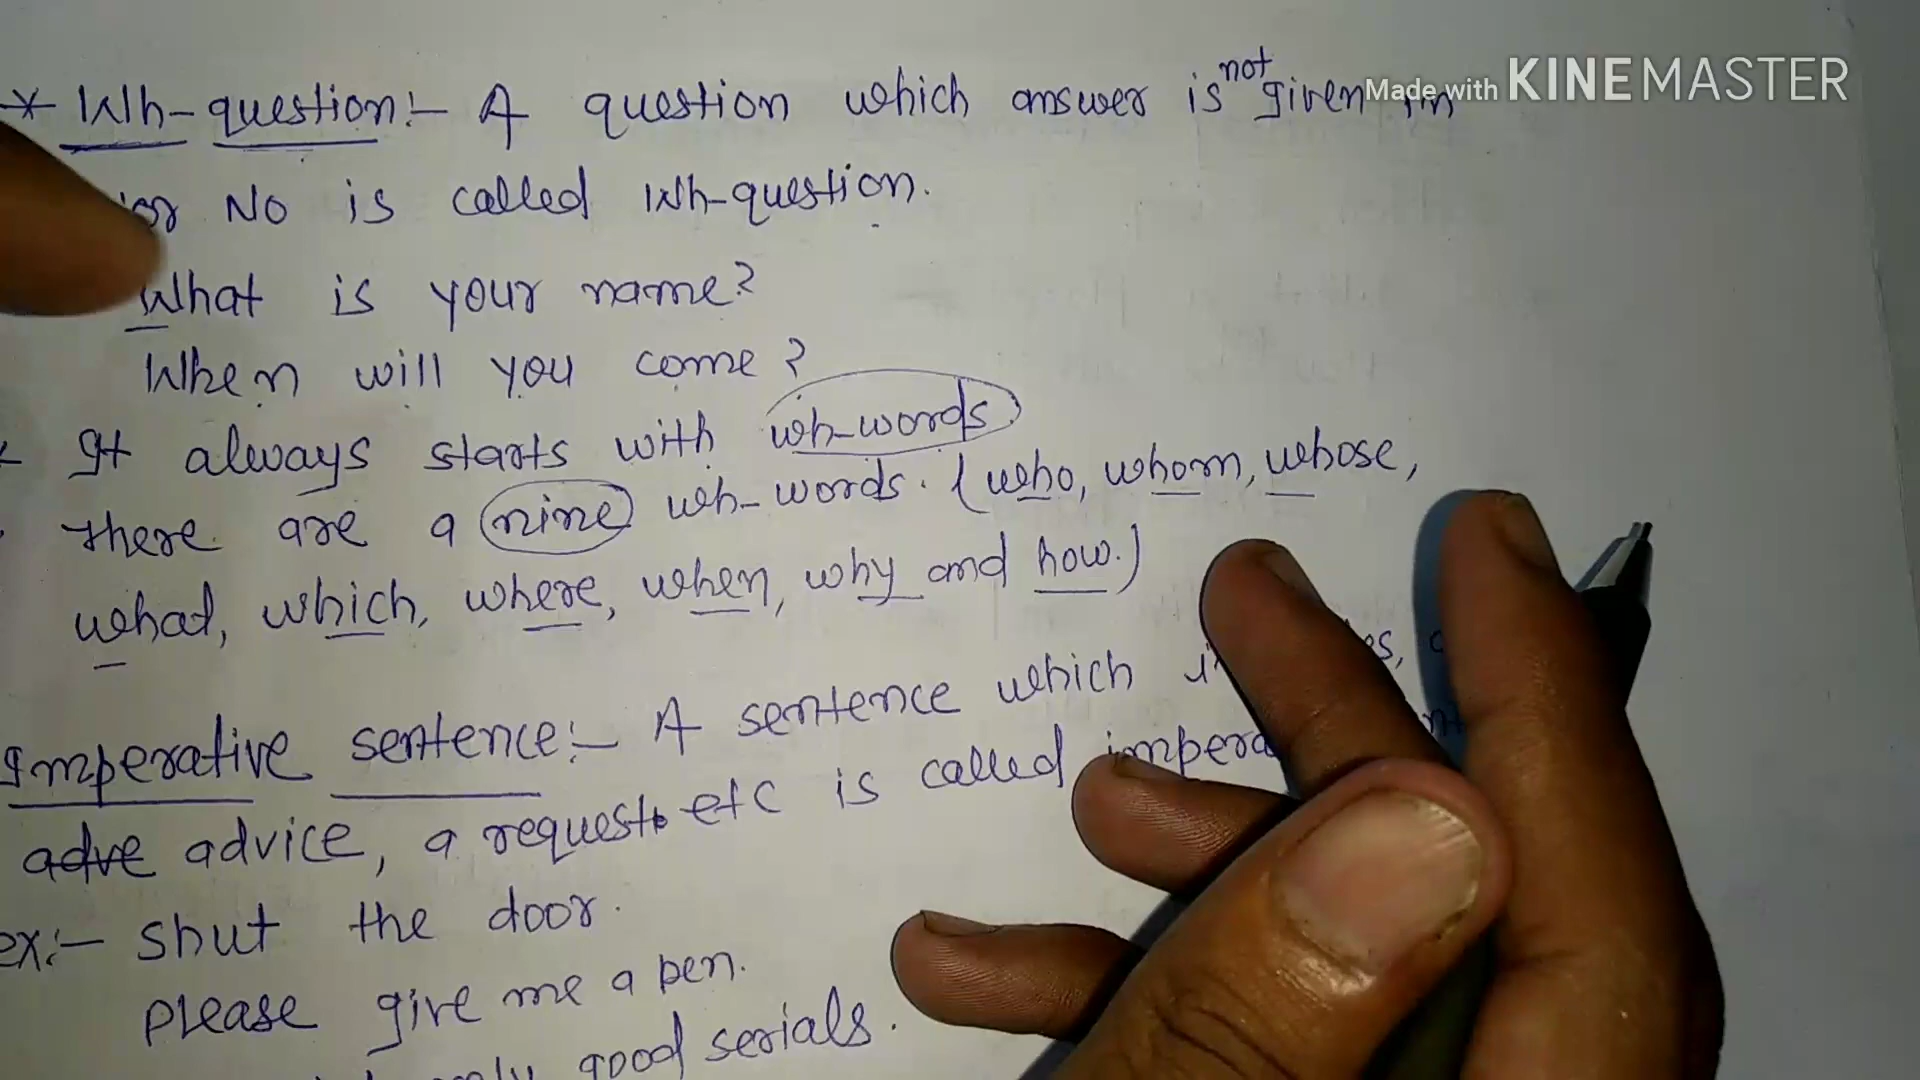 * Wh-question:- A question which answer is not given in
or No is called Wh-question.
What is your name?
When will you come?
It always starts with wh-words
there are a nine wh-words. (who, whom, whose,
what, which, where, when, why and how.)
Imperative sentence:- A sentence which
adve advice, a request etc is called
ex:- Shut the door.
please give me a pen.
only good serials.
Made with KINEMASTER